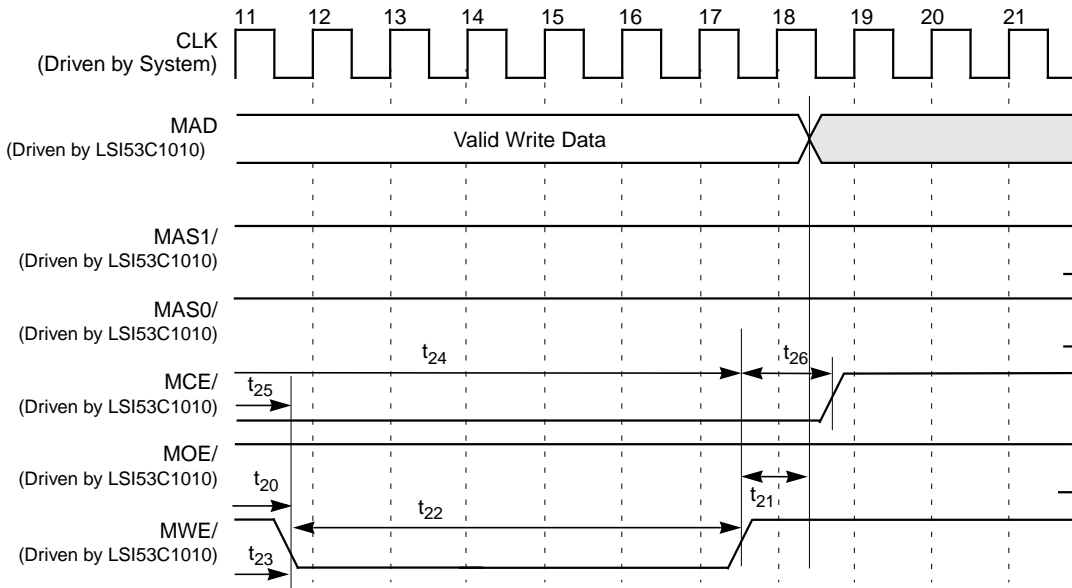 11 12 13 14 15 16 17 18 19 20 21
CLK
(Driven by System)
MAD
(Driven by LSI53C1010)
Valid Write Data
MAS1/
(Driven by LSI53C1010)
MAS0/
(Driven by LSI53C1010)
t24
t26
MCE/
t25
(Driven by LSI53C1010)
MOE/
(Driven by LSI53C1010)
t20
t21
t22
MWE/
(Driven by LSI53C1010)
t23